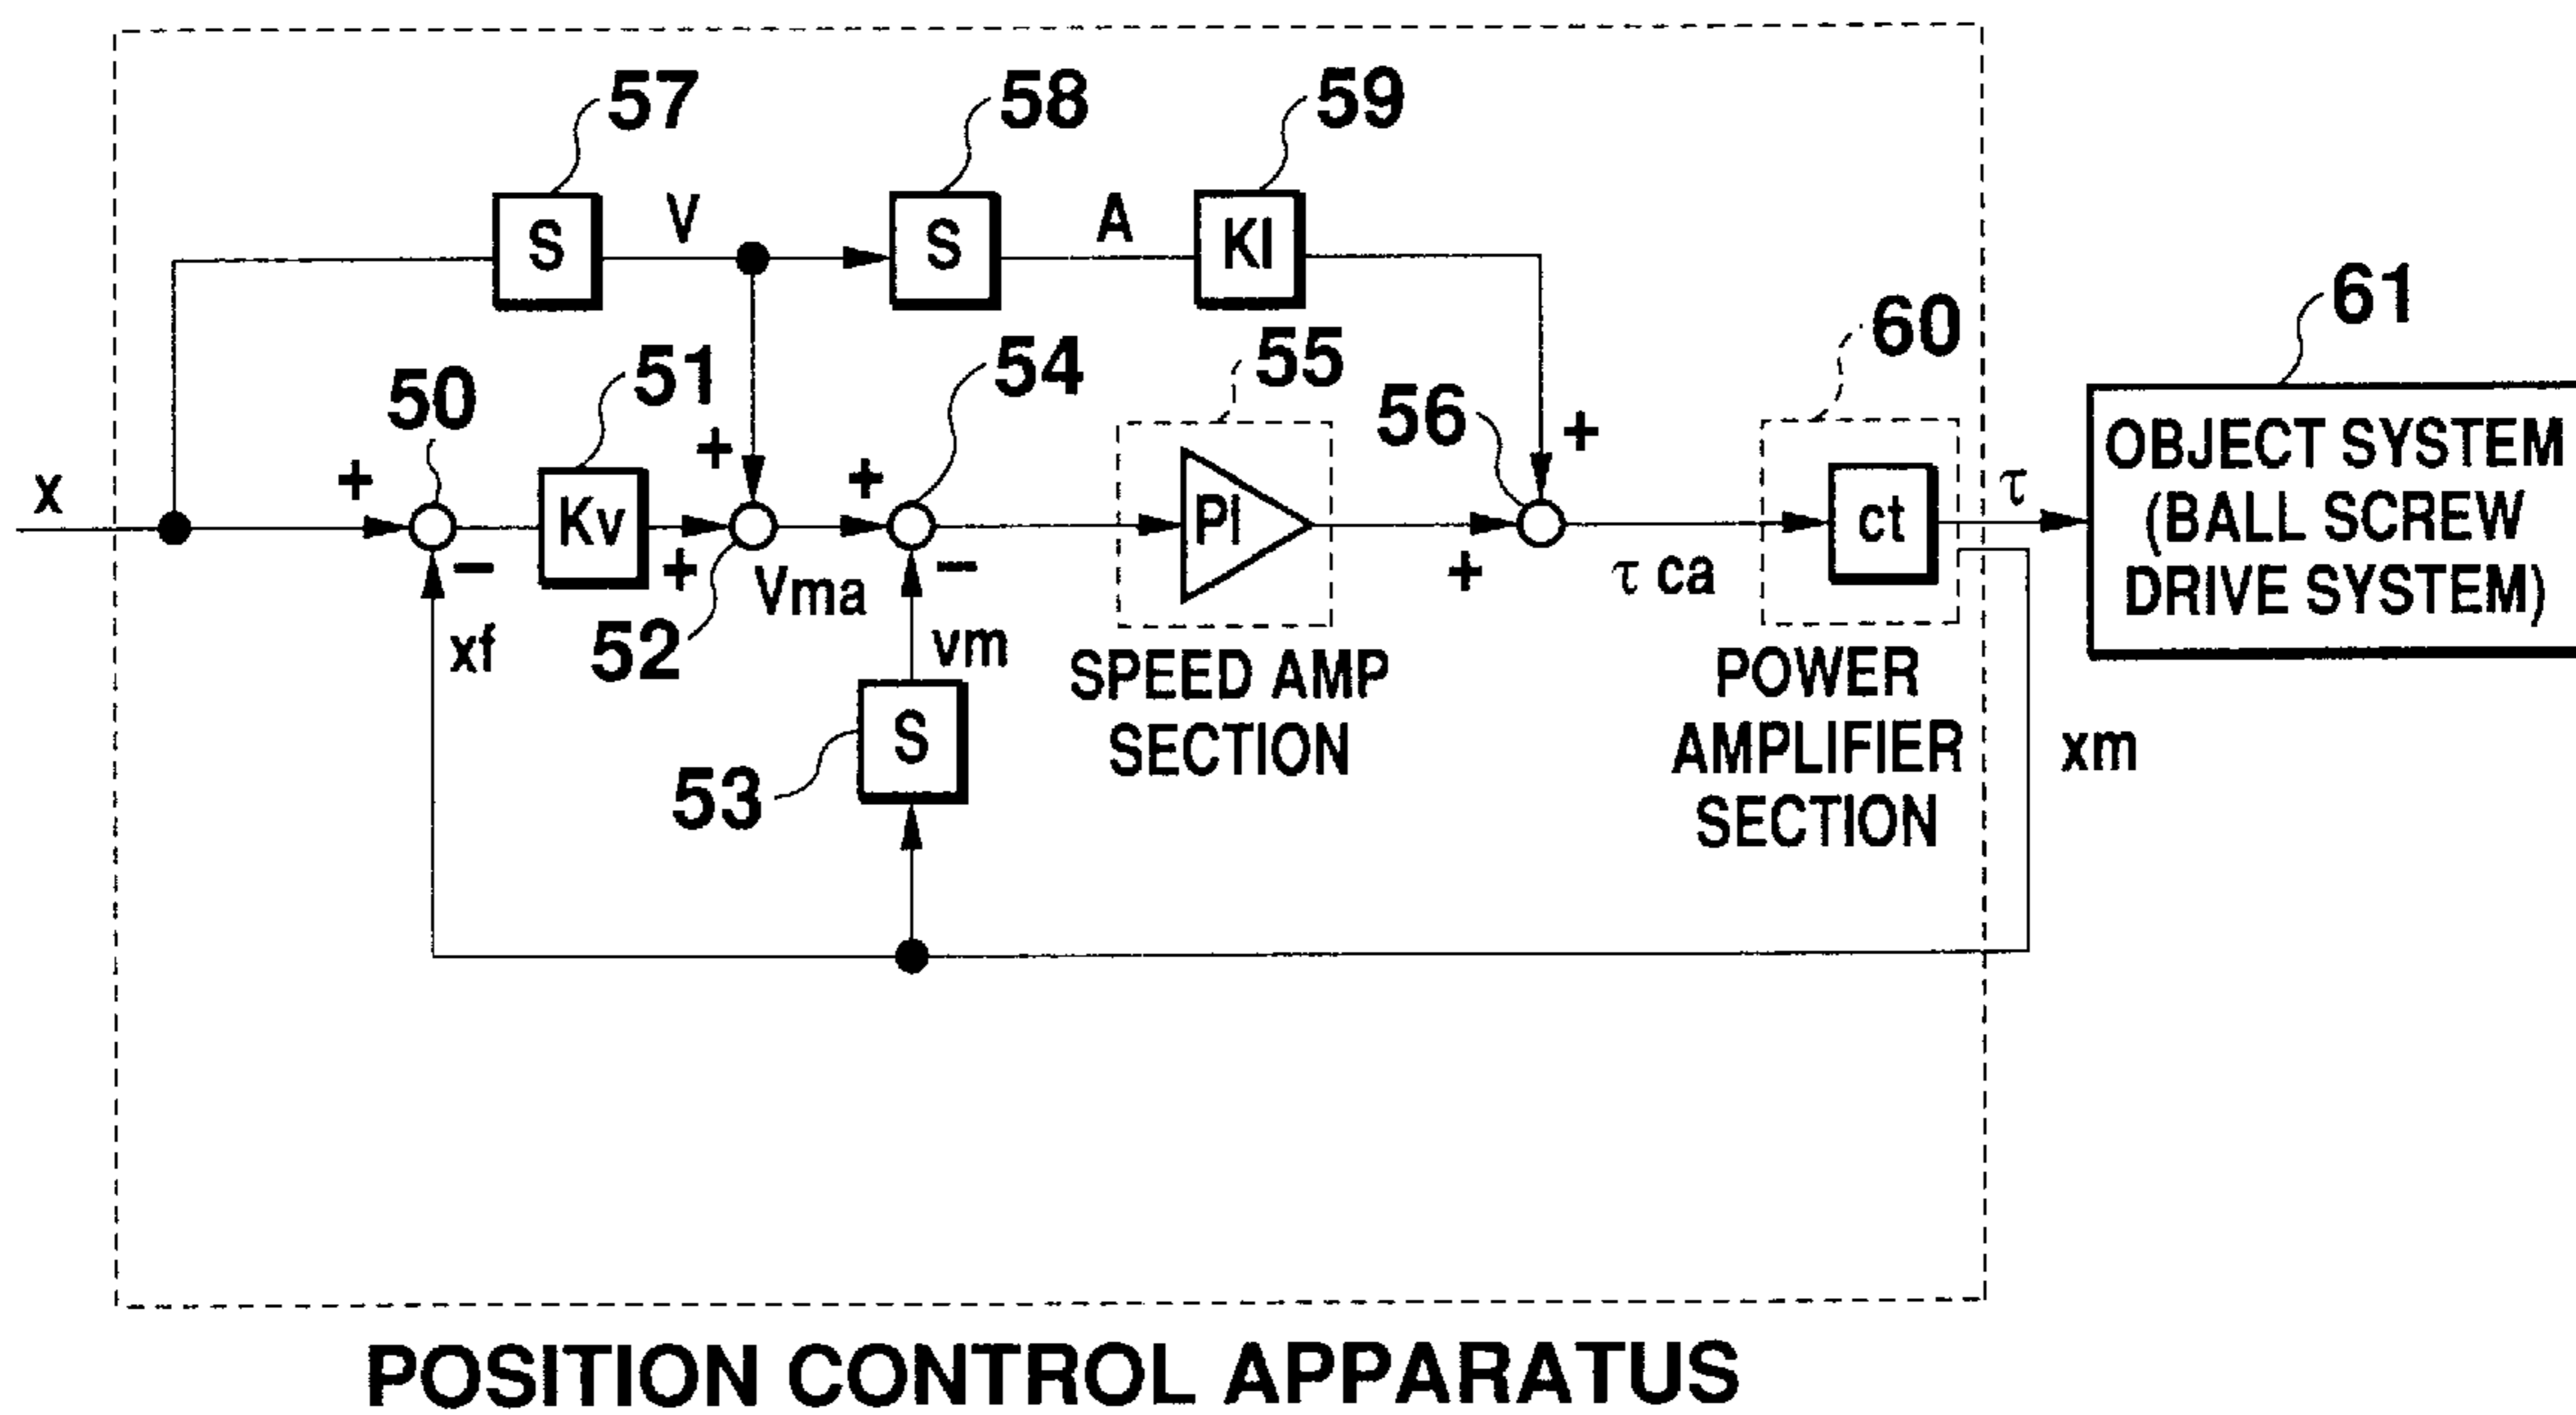 57
58
59
V
A
S
S
KI
60
61
50
51
54
55
56
x
+
Kv
+
+
PI
+
ct
τ
OBJECT SYSTEM
(BALL SCREW
DRIVE SYSTEM)
−
+
Vma
−
+
τ ca
xf
52
vm
SPEED AMP
SECTION
POWER
AMPLIFIER
SECTION
53
S
xm
POSITION CONTROL APPARATUS